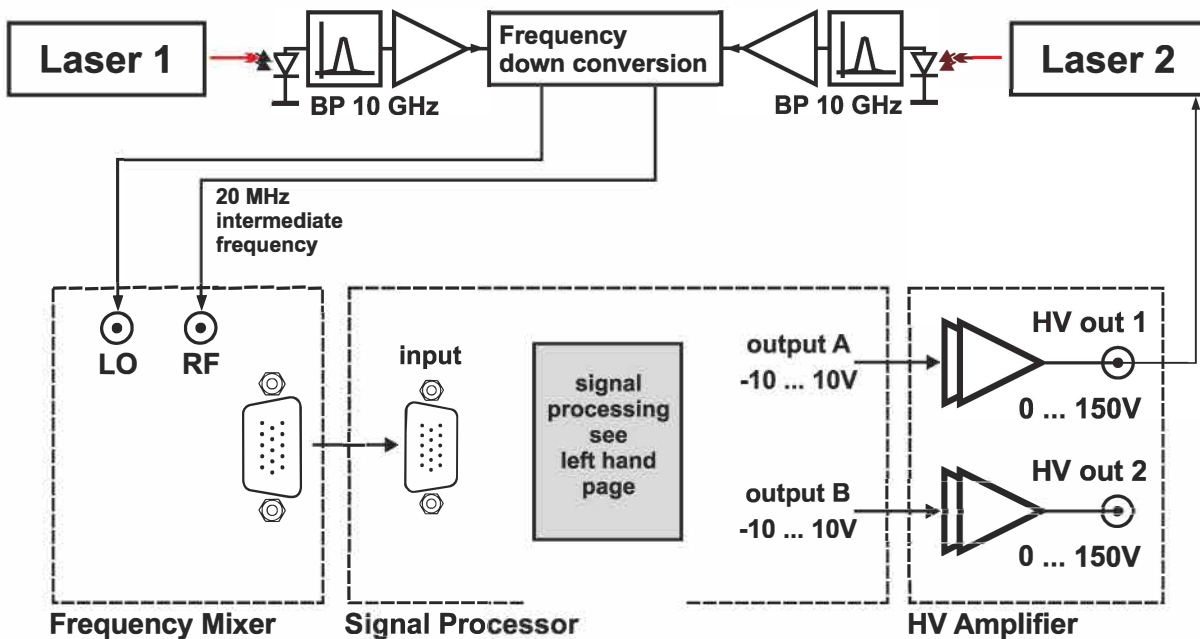 Laser 1
BP 10 GHz
Frequency
down conversion
BP 10 GHz
Laser 2
20 MHz
intermediate
frequency
LO
RF
input
signal
processing
see
left hand
page
output A
-10 ... 10V
output B
-10 ... 10V
HV out 1
0 ... 150V
HV out 2
0 ... 150V
Frequency Mixer
Signal Processor
HV Amplifier